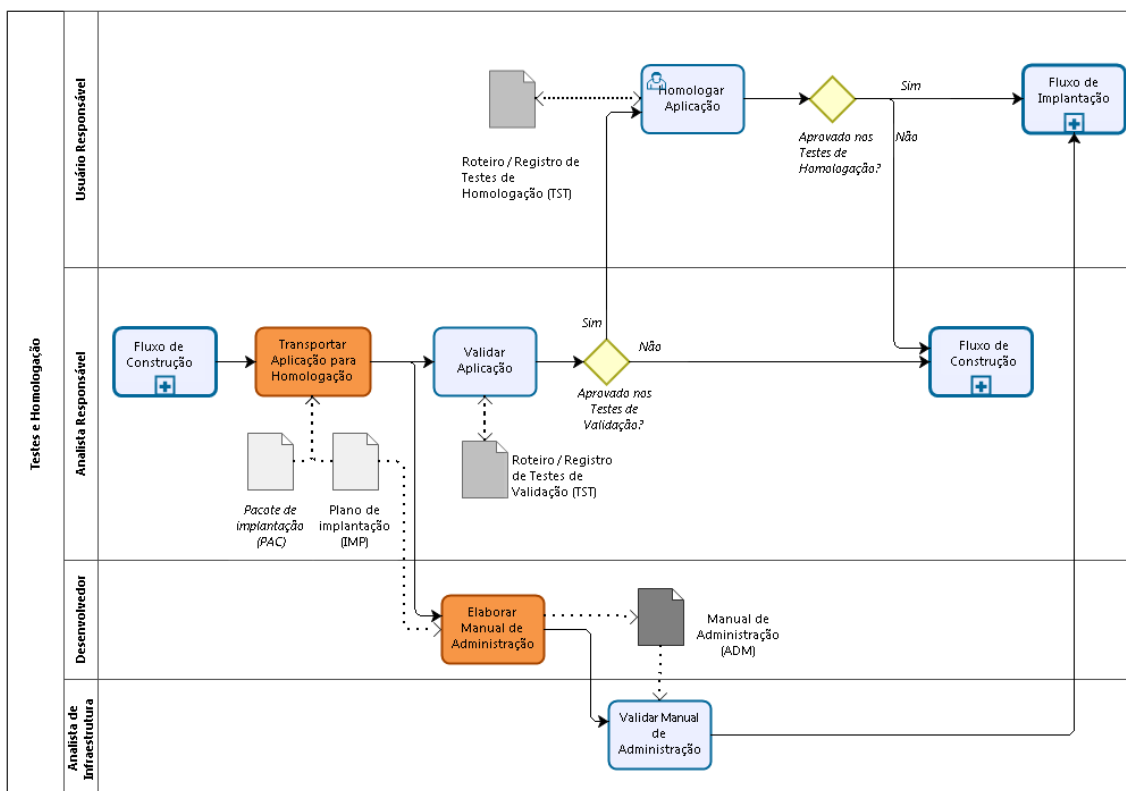 Testes e Homologação
Usuário Responsável
Roteiro / Registro de
Testes de
Homologação (TST)
Homologar
Aplicação
Aprovado nos
Testes de
Homologação?
Sim
Não
Fluxo de
Implantação
Analista Responsável
Fluxo de
Construção
Transportar
Aplicação para
Homologação
Pacote de
implantação
(PAC)
Plano de
implantação
(IMP)
Validar
Aplicação
Roteiro / Registro
de Testes de
Validação (TST)
Sim
Não
Aprovado nos
Testes de
Validação?
Fluxo de
Construção
Desenvolvedor
Elaborar
Manual de
Administração
Manual de
Administração
(ADM)
Analista de
Infraestrutura
Validar Manual
de
Administração